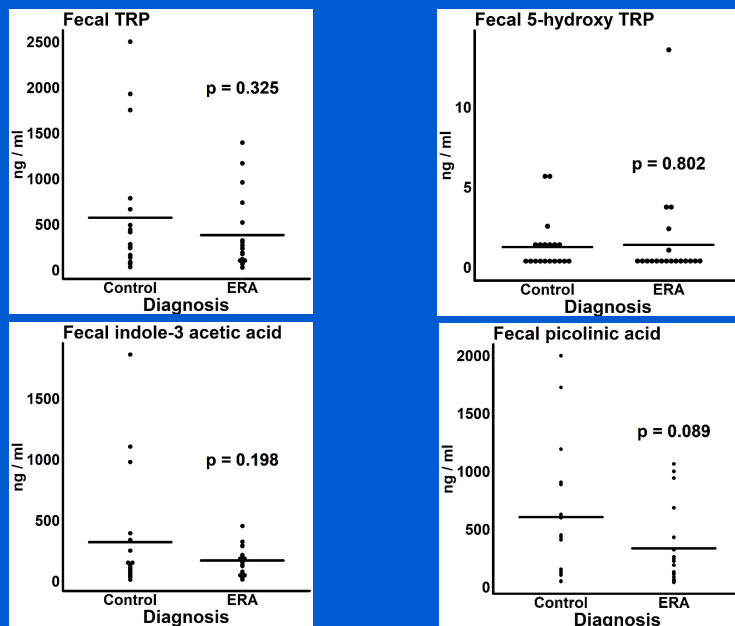 Fecal TRP
2500
2000
1500
1000
500
0
ng / ml
p = 0.325
Control
ERA
Diagnosis
Fecal 5-hydroxy TRP
10
5
0
ng / ml
p = 0.802
Control
ERA
Diagnosis
Fecal indole-3 acetic acid
1500
1000
500
0
ng / ml
p = 0.198
Control
ERA
Diagnosis
Fecal picolinic acid
2000
1500
1000
500
0
ng / ml
p = 0.089
Control
ERA
Diagnosis